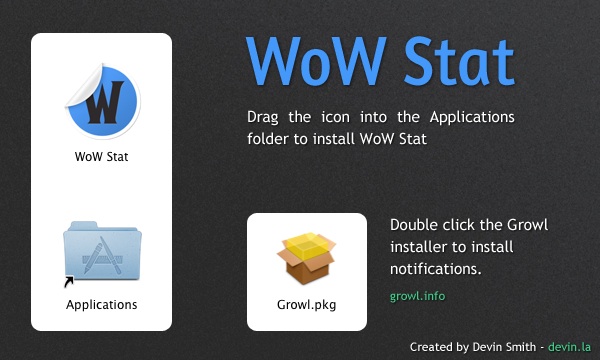 WoW Stat
Drag the icon into the Applications
folder to install WoW Stat
W
WoW Stat
Applications
Growl.pkg
Double click the Growl
installer to install
notifications.
growl.info
Created by Devin Smith - devin.la